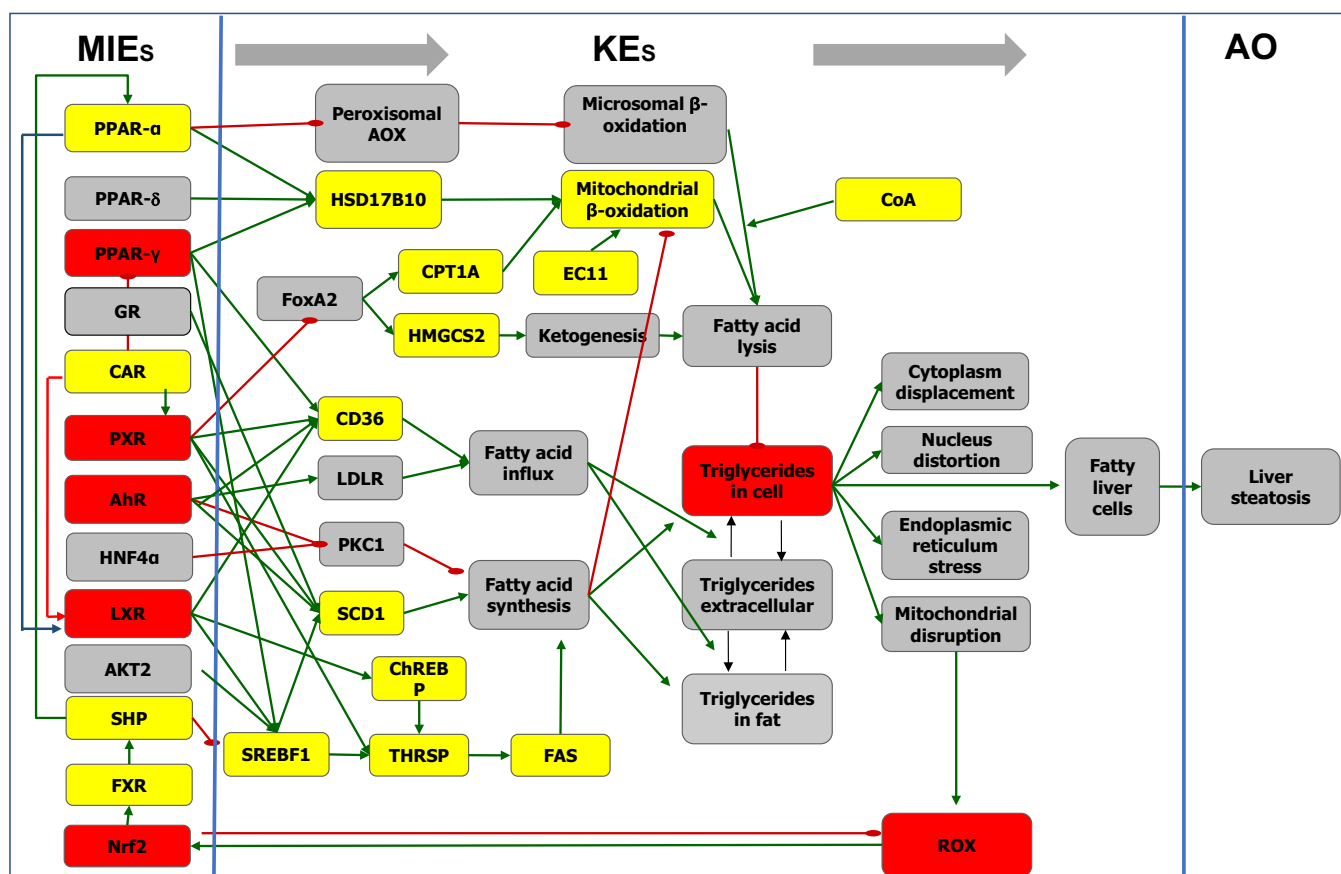 MIEs
KEs
AO
PPAR-α
PPAR-δ
PPAR-γ
GR
CAR
PXR
AhR
HNF4α
LXR
AKT2
SHP
FXR
Nrf2
Peroxisomal
AOX
Microsomal β-
oxidation
HSD17B10
Mitochondrial
β-oxidation
CoA
CPT1A
EC11
FoxA2
HMGCS2
Ketogenesis
Fatty acid
lysis
CD36
LDLR
PKC1
SCD1
Fatty acid
influx
Fatty acid
synthesis
ChREB
P
SREBF1
THRSP
FAS
Triglycerides
in cell
Triglycerides
extracellular
Triglycerides
in fat
Cytoplasm
displacement
Nucleus
distortion
Endoplasmic
reticulum
stress
Mitochondrial
disruption
Fatty
liver
cells
Liver
steatosis
ROX